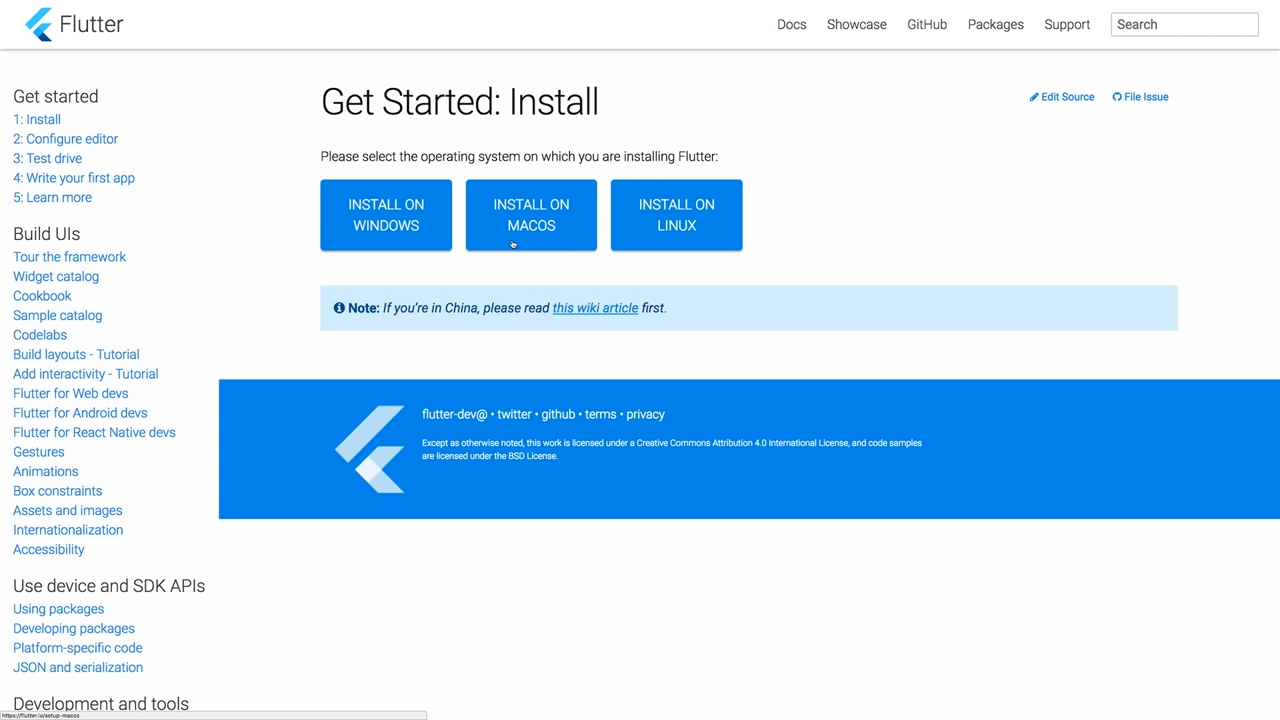 Flutter
Docs Showcase GitHub Packages Support Search
Get started
1: Install
2: Configure editor
3: Test drive
4: Write your first app
5: Learn more
Build UIs
Tour the framework
Widget catalog
Cookbook
Sample catalog
Codelabs
Build layouts - Tutorial
Add interactivity - Tutorial
Flutter for Web devs
Flutter for Android devs
Flutter for React Native devs
Gestures
Animations
Box constraints
Assets and images
Internationalization
Accessibility
Use device and SDK APIs
Using packages
Developing packages
Platform-specific code
JSON and serialization
Development and tools
Get Started: Install
Edit Source File Issue
Please select the operating system on which you are installing Flutter:
INSTALL ON
WINDOWS
INSTALL ON
MACOS
INSTALL ON
LINUX
Note: If you're in China, please read this wiki article first.
flutter-dev@ • twitter • github • terms • privacy
Except as otherwise noted, this work is licensed under a Creative Commons Attribution 4.0 International License, and code samples
are licensed under the BSD License.
https://flutter.io/setup-macos